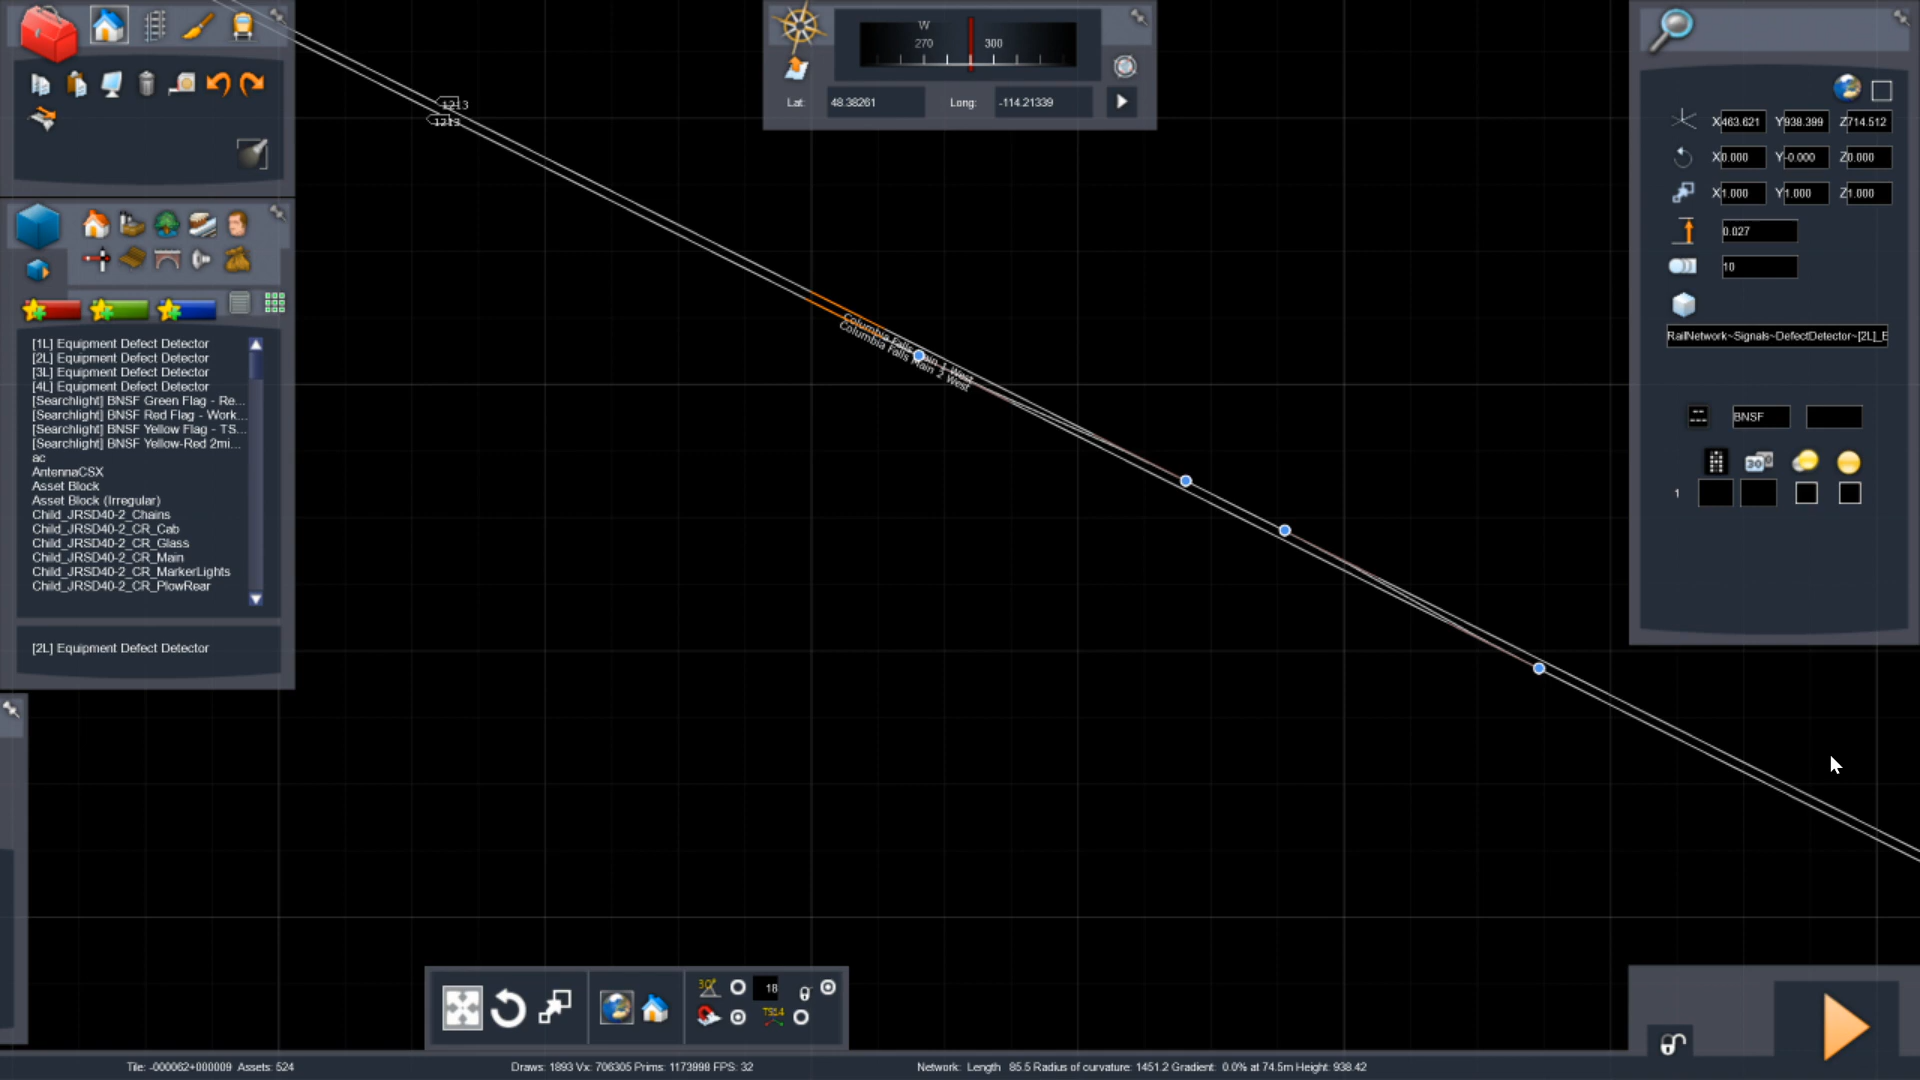 W
270
300
Lat:
48.38261
Long:
-114.21339
1213
1213
X463.621 Y938.399 Z714.512
X0.000 Y-0.000 Z0.000
X1.000 Y1.000 Z1.000
0.027
10
RailNetwork~Signals~DefectDetector~[2L]_E
BNSF
30
1
[1L] Equipment Defect Detector
[2L] Equipment Defect Detector
[3L] Equipment Defect Detector
[4L] Equipment Defect Detector
[Searchlight] BNSF Green Flag - Re...
[Searchlight] BNSF Red Flag - Work...
[Searchlight] BNSF Yellow Flag - TS...
[Searchlight] BNSF Yellow-Red 2mi...
ac
AntennaCSX
Asset Block
Asset Block (Irregular)
Child_JRSD40-2_Chains
Child_JRSD40-2_CR_Cab
Child_JRSD40-2_CR_Glass
Child_JRSD40-2_CR_Main
Child_JRSD40-2_CR_MarkerLights
Child_JRSD40-2_CR_PlowRear
[2L] Equipment Defect Detector
Columbia Falls Main 1 West
Columbia Falls Main 2 West
30°
18
TS14
Tile: -000062+000009 Assets: 524
Draws: 1893 Vx: 706305 Prims: 1173998 FPS: 32
Network: Length 85.5 Radius of curvature: 1451.2 Gradient: 0.0% at 74.5m Height: 938.42